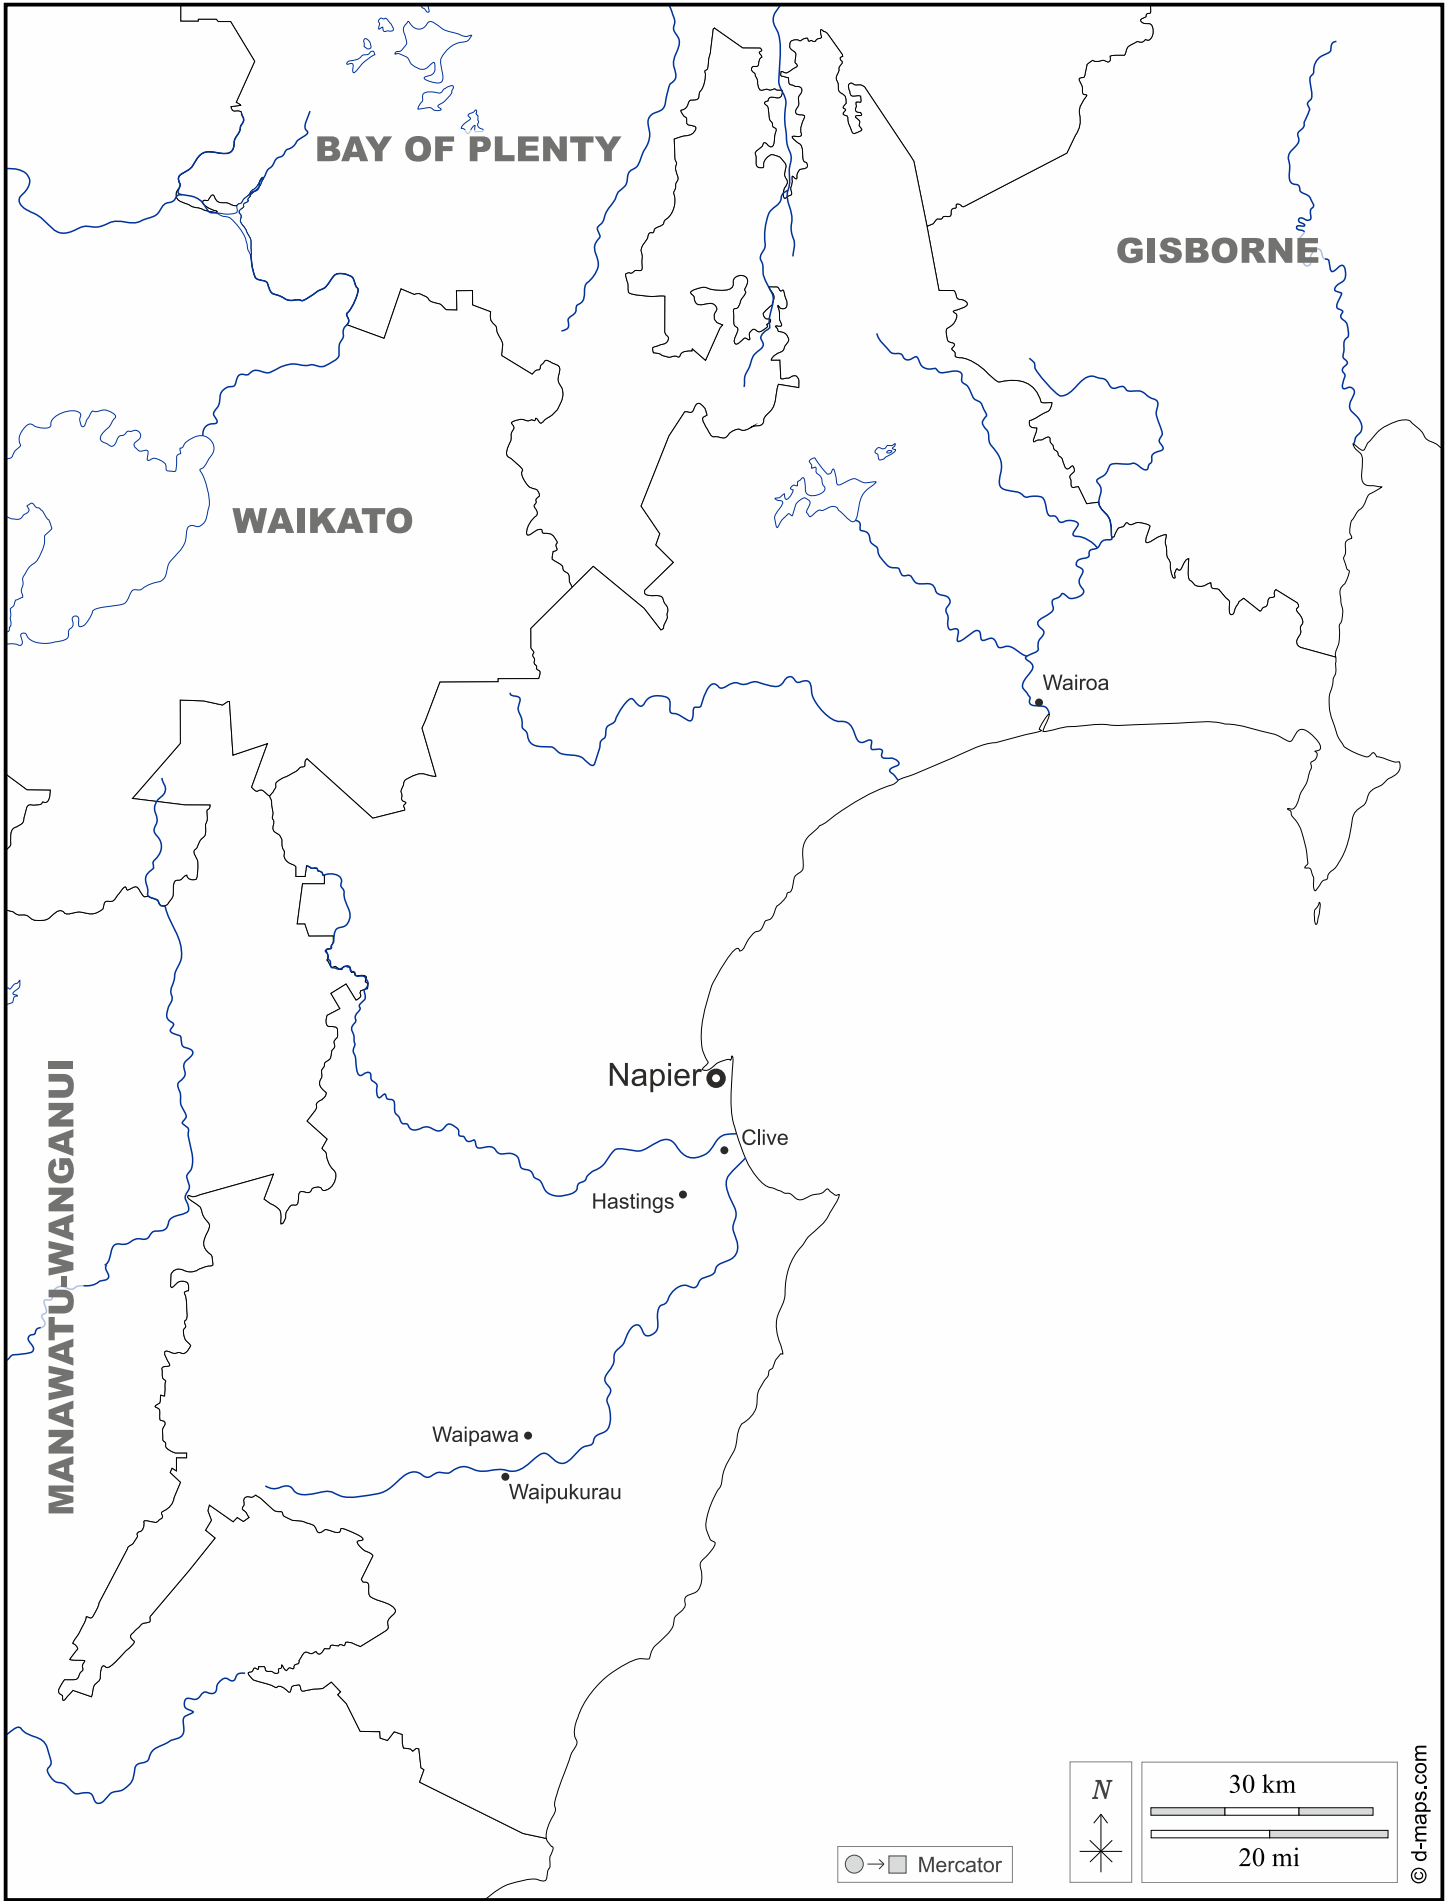 BAY OF PLENTY
GISBORNE
WAIKATO
Wairoa
MANAWATU-WANGANUI
Napier
Clive
Hastings
Waipawa
Waipukurau
N
30 km
20 mi
Mercator
© d-maps.com